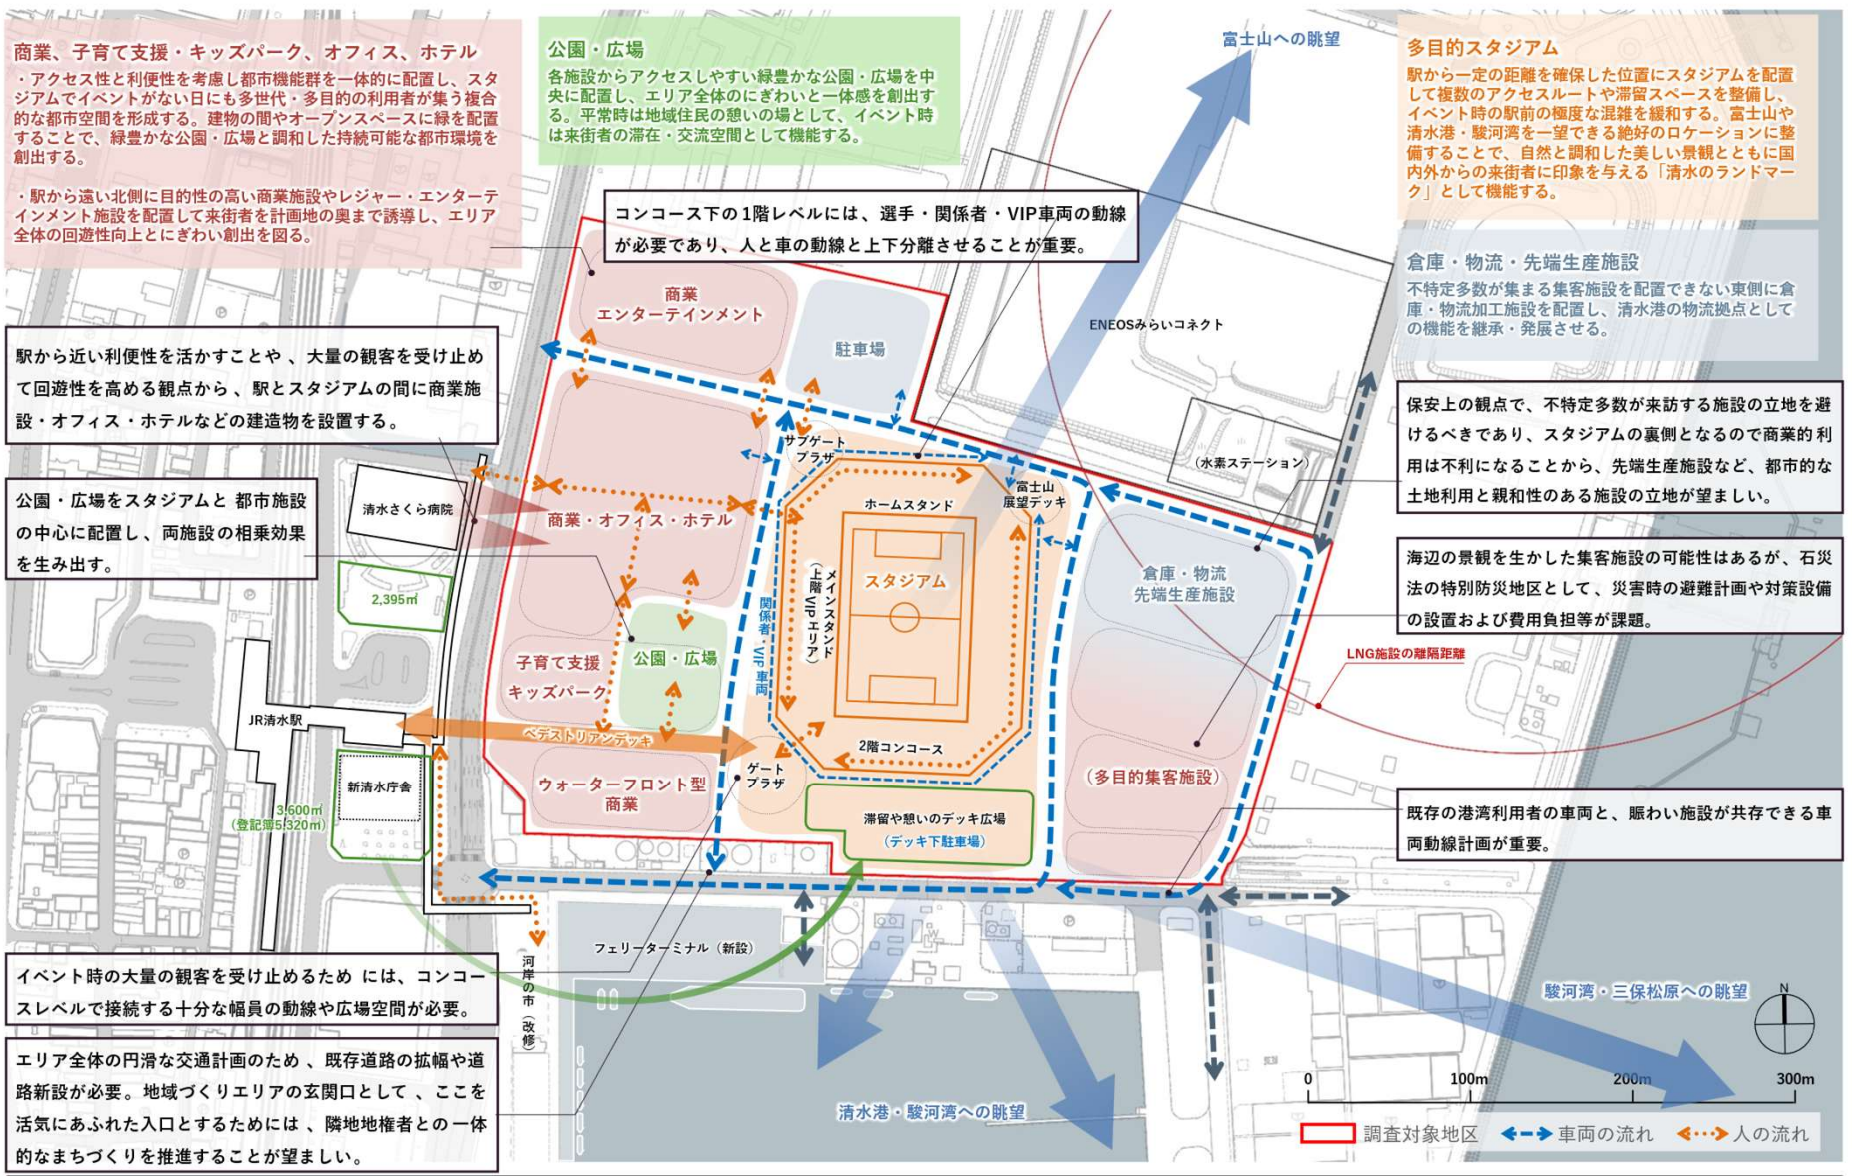 商業、子育て支援・キッズパーク、オフィス、ホテル
・アクセス性と利便性を考慮し都市機能群を一体的に配置し、スタ
ジアムでイベントがない日にも多世代・多目的の利用者が集う複合
的な都市空間を形成する。建物の間やオープンスペースに緑を配置
することで、緑豊かな公園・広場と調和した持続可能な都市環境を
創出する。
・駅から遠い北側に目的性の高い商業施設やレジャー・エンターテ
インメント施設を配置して来街者を計画地の奥まで誘導し、エリア
全体の回遊性向上とにぎわい創出を図る。
公園・広場
各施設からアクセスしやすい緑豊かな公園・広場を中
央に配置し、エリア全体のにぎわいと一体感を創出す
る。平常時は地域住民の憩いの場として、イベント時
は来街者の滞在・交流空間として機能する。
富士山への眺望
多目的スタジアム
駅から一定の距離を確保した位置にスタジアムを配置
して複数のアクセスルートや滞留スペースを整備し、
イベント時の駅前の極度な混雑を緩和する。富士山や
清水港・駿河湾を一望できる絶好のロケーションに整
備することで、自然と調和した美しい景観とともに国
内外からの来街者に印象を与える「清水のランドマー
ク」として機能する。
倉庫・物流・先端生産施設
不特定多数が集まる集客施設を配置できない東側に倉
庫・物流加工施設を配置し、清水港の物流拠点として
の機能を継承・発展させる。
コンコース下の1階レベルには、選手・関係者・VIP車両の動線
が必要であり、人と車の動線と上下分離させることが重要。
駅から近い利便性を活かすことや、大量の観客を受け止め
て回遊性を高める観点から、駅とスタジアムの間に商業施
設・オフィス・ホテルなどの建造物を設置する。
公園・広場をスタジアムと都市施設
の中心に配置し、両施設の相乗効果
を生み出す。
保安上の観点で、不特定多数が来訪する施設の立地を避
けるべきであり、スタジアムの裏側となるので商業的利
用は不利になることから、先端生産施設など、都市的な
土地利用と親和性のある施設の立地が望ましい。
海辺の景観を生かした集客施設の可能性はあるが、石災
法の特別防災地区として、災害時の避難計画や対策設備
の設置および費用負担等が課題。
LNG施設の離隔距離
既存の港湾利用者の車両と、賑わい施設が共存できる車
両動線計画が重要。
商業
エンターテインメント
駐車場
ENEOSみらいコネクト
(水素ステーション)
サブゲート
プラザ
富士山
展望デッキ
ホームスタンド
清水さくら病院
商業・オフィス・ホテル
スタジアム
メインスタンド
(上階VIPエリア)
関係者・VIP車両
倉庫・物流
先端生産施設
2,395㎡
子育て支援
キッズパーク
公園・広場
JR清水駅
ペデストリアンデッキ
2階コンコース
ゲート
プラザ
(多目的集客施設)
ウォーターフロント型
商業
新清水庁舎
3,600㎡
(登記簿5,320㎡)
滞留や憩いのデッキ広場
(デッキ下駐車場)
フェリーターミナル(新設)
河岸の市(改修)
イベント時の大量の観客を受け止めるためには、コンコー
スレベルで接続する十分な幅員の動線や広場空間が必要。
エリア全体の円滑な交通計画のため、既存道路の拡幅や道
路新設が必要。地域づくりエリアの玄関口として、ここを
活気にあふれた入口とするためには、隣地地権者との一体
的なまちづくりを推進することが望ましい。
清水港・駿河湾への眺望
駿河湾・三保松原への眺望
N
0 100m 200m 300m
調査対象地区 車両の流れ 人の流れ